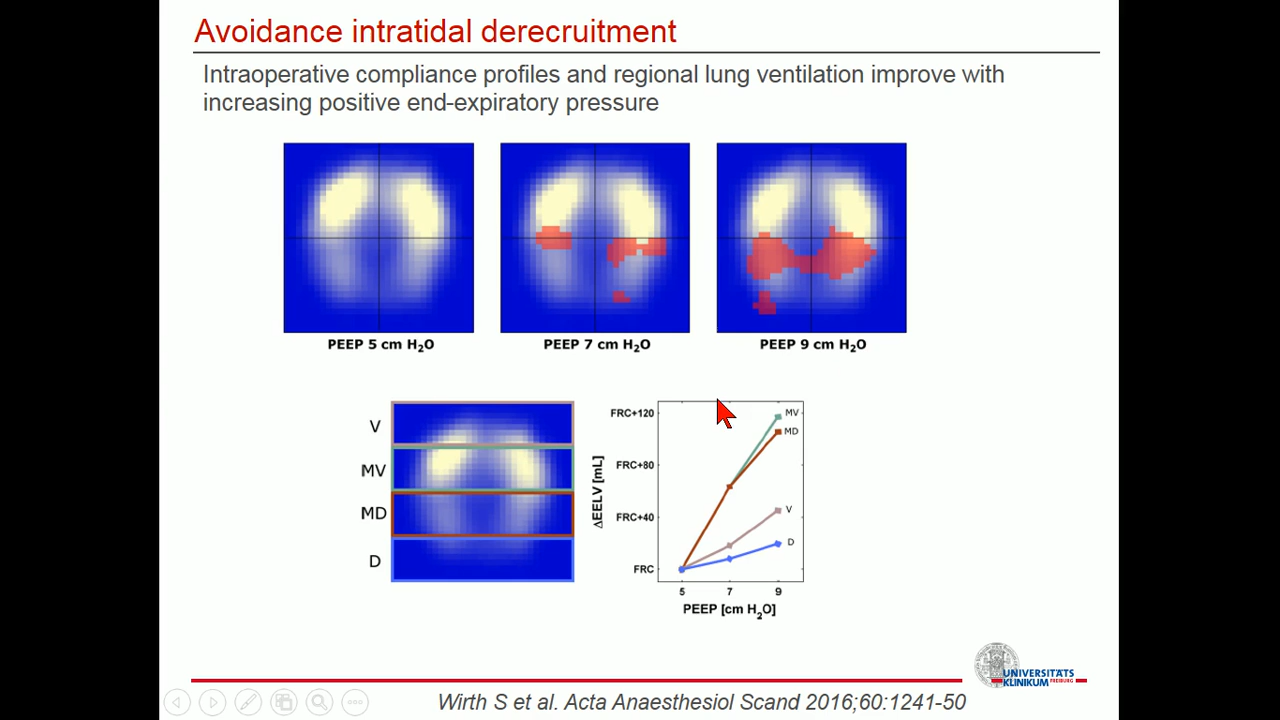 Avoidance intratidal derecruitment
Intraoperative compliance profiles and regional lung ventilation improve with
increasing positive end-expiratory pressure
PEEP 5 cm H2O
PEEP 7 cm H2O
PEEP 9 cm H2O
V
MV
MD
D
ΔEELV [mL]
FRC+120
FRC+80
FRC+40
FRC
MV
MD
V
D
5 7 9
PEEP [cm H2O]
UNIVERSITÄTS
KLINIKUM FREIBURG
Wirth S et al. Acta Anaesthesiol Scand 2016;60:1241-50